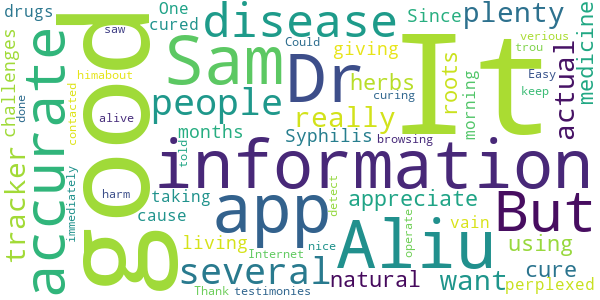 drugs
One
cured
saw
Since
disease
plenty
Could
verious
trou
challenges
himabout
giving
Sam
Dr
It
actual
medicine
Easy
keep
done
accurate
good
contacted
alive
people
really
herbs
roots
morning
curing
months
Syphilis
browsing
told
information
tracker
immediately
harm
taking
cause
app
Aliu
appreciate
detect
operate
But
vain
using
living
several
Internet
nice
natural
want
cure
perplexed
Thank
testimonies